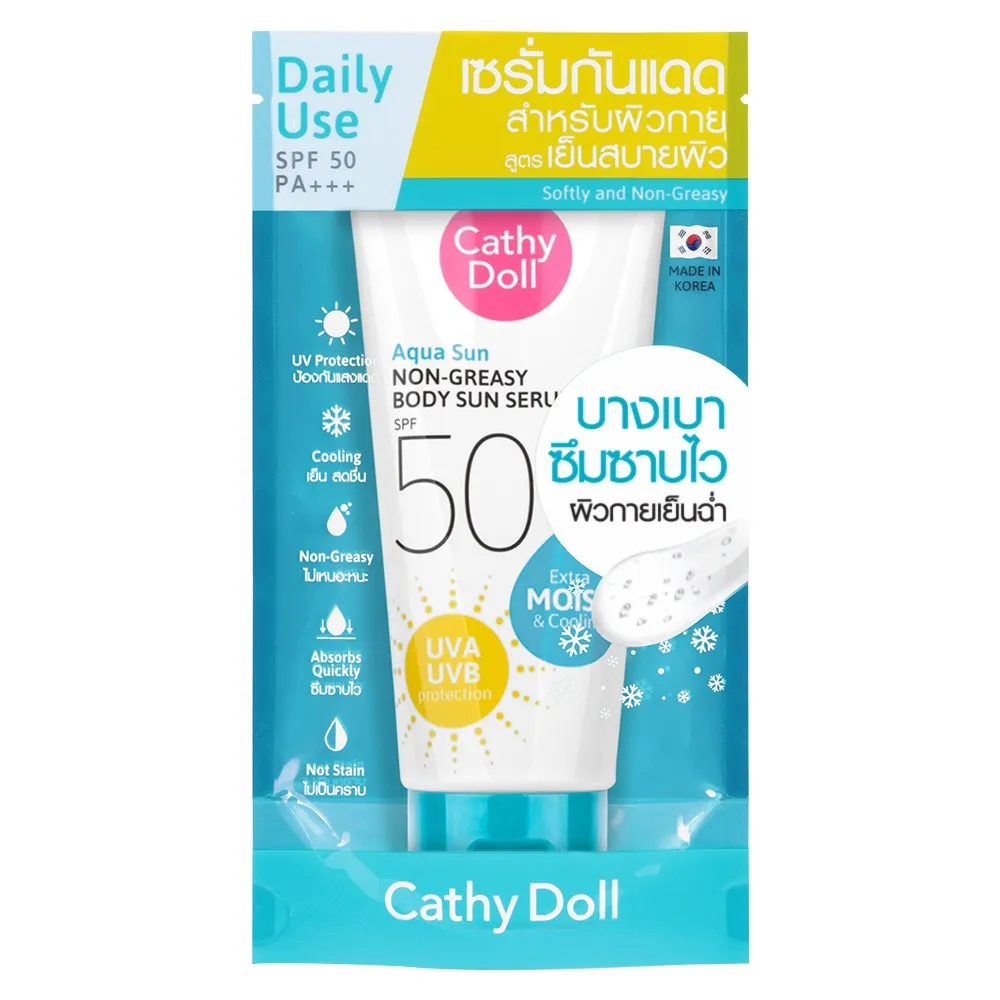 Daily
Use
SPF 50
PA+++
เซรั่มกันแดด
สำหรับผิวกาย
สูตรเย็นสบายผิว
Softly and Non-Greasy
MADE IN
KOREA
Cathy
Doll
Aqua Sun
NON-GREASY
BODY SUN SERU
SPF
50
UV Protection
ป้องกันแสงแดด
Cooling
เย็น สดชื่น
Non-Greasy
ไม่เหนอะหนะ
Absorbs
Quickly
ซึมซาบไว
Not Stain
ไม่เป็นคราบ
บางเบา
ซึมซาบไว
ผิวกายเย็นฉ่ำ
Extra
MOIS
& Coolin
UVA
UVB
protection
Cathy Doll